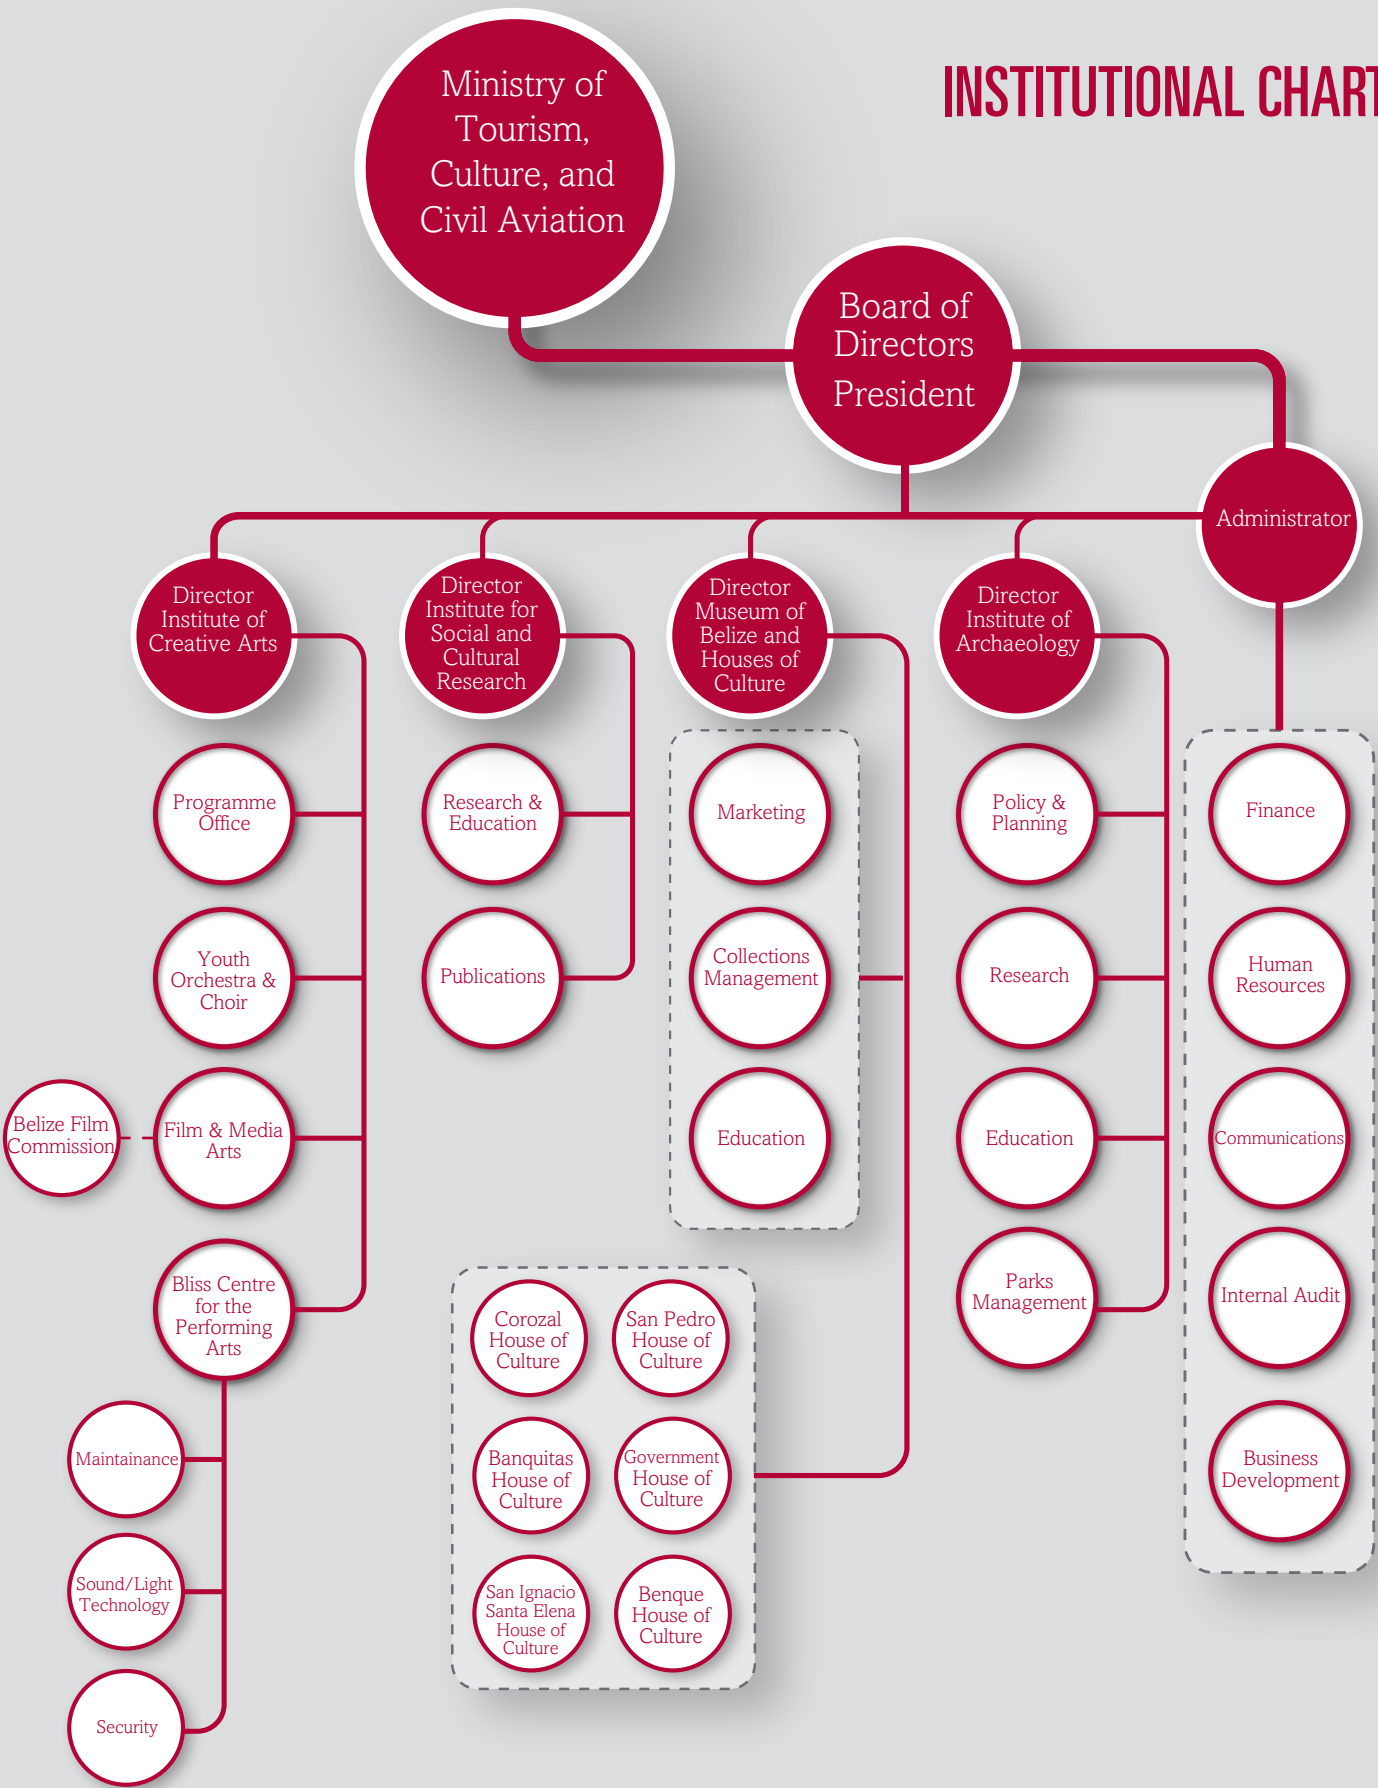 INSTITUTIONAL CHART
Ministry of
Tourism,
Culture, and
Civil Aviation
Board of
Directors
President
Administrator
Director
Institute of
Creative Arts
Director
Institute for
Social and
Cultural
Research
Director
Museum of
Belize and
Houses of
Culture
Director
Institute of
Archaeology
Programme
Office
Youth
Orchestra &
Choir
Film & Media
Arts
Belize Film
Commission
Bliss Centre
for the
Performing
Arts
Maintainance
Sound/Light
Technology
Security
Research &
Education
Publications
Marketing
Collections
Management
Education
Corozal
House of
Culture
San Pedro
House of
Culture
Banquitas
House of
Culture
Government
House of
Culture
San Ignacio
Santa Elena
House of
Culture
Benque
House of
Culture
Policy &
Planning
Research
Education
Parks
Management
Finance
Human
Resources
Communications
Internal Audit
Business
Development